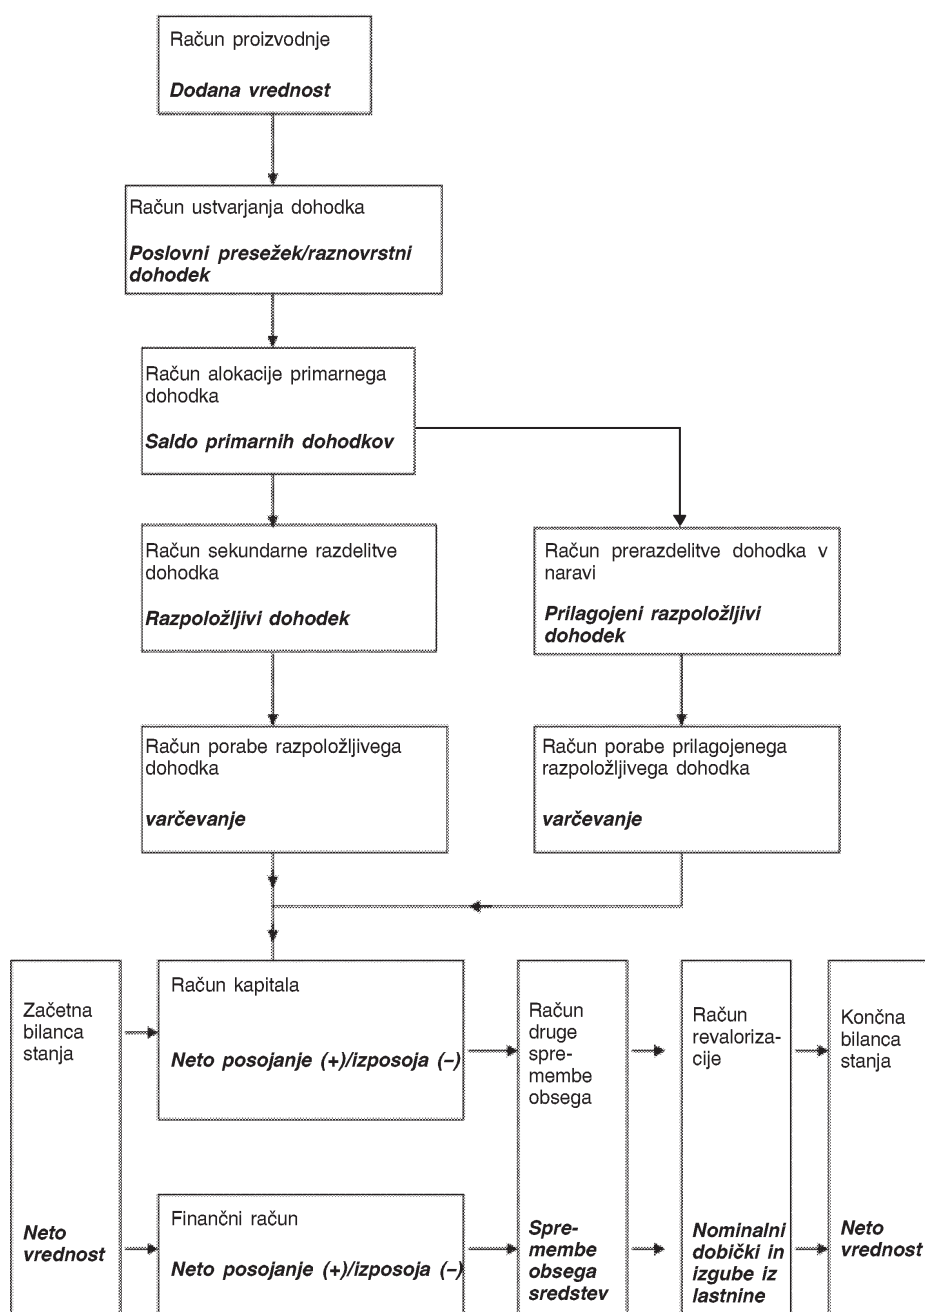 Račun proizvodnje
Dodana vrednost
Račun ustvarjanja dohodka
Poslovni presežek/raznovrstni
dohodek
Račun alokacije primarnega
dohodka
Saldo primarnih dohodkov
Račun sekundarne razdelitve
dohodka
Razpoložljivi dohodek
Račun prerazdelitve dohodka v
naravi
Prilagojeni razpoložljivi
dohodek
Račun porabe razpoložljivega
dohodka
varčevanje
Račun porabe prilagojenega
razpoložljivega dohodka
varčevanje
Začetna
bilanca
stanja
Neto
vrednost
Račun kapitala
Neto posojanje (+)/izposoja (–)
Finančni račun
Neto posojanje (+)/izposoja (–)
Račun
druge
spre-
membe
obsega
Spre-
membe
obsega
sredstev
Račun
revaloriza-
cije
Nominalni
dobički in
izgube iz
lastnine
Končna
bilanca
stanja
Neto
vrednost